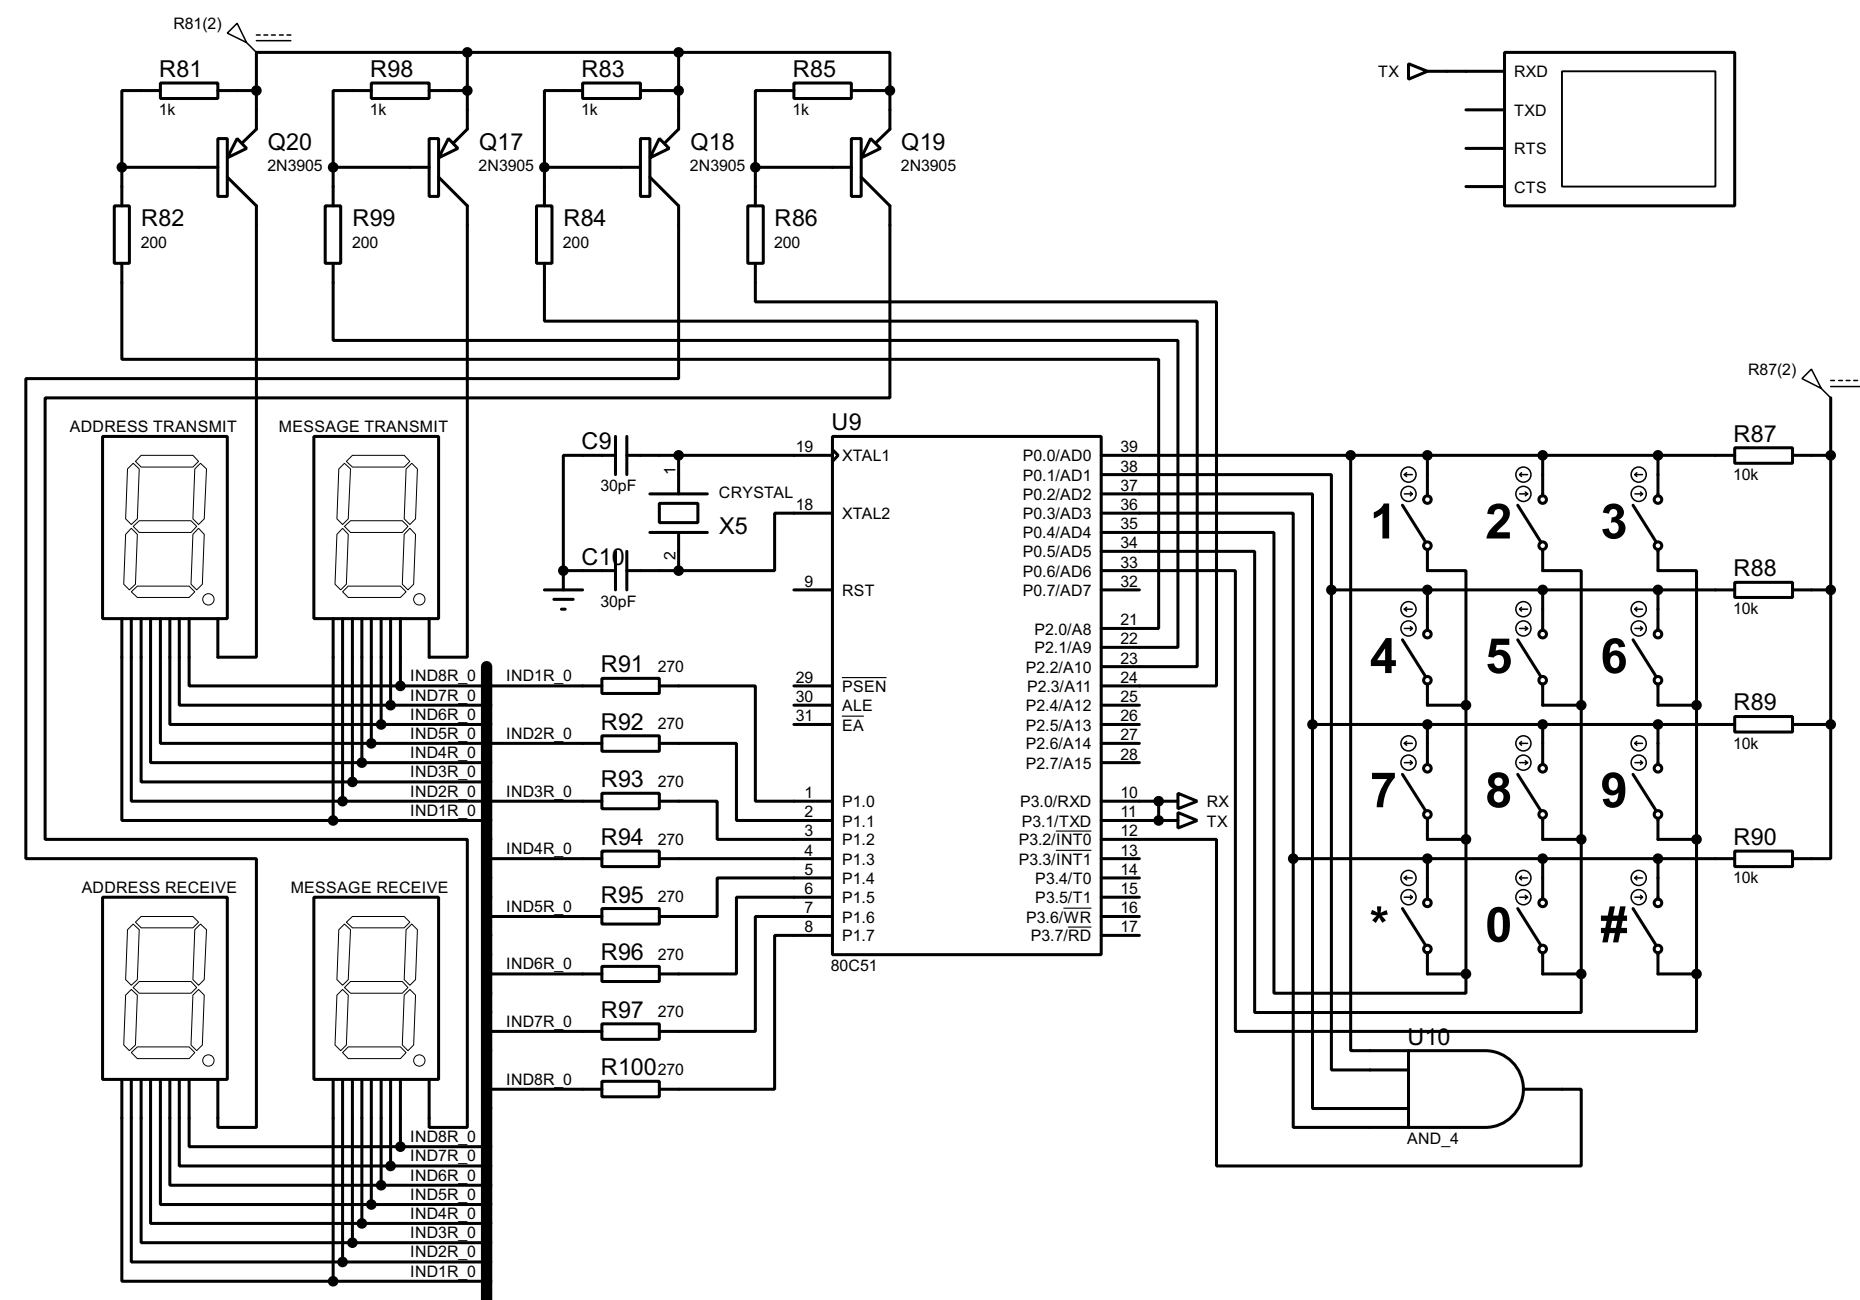 R81(2)
R81
1k
R98
1k
R83
1k
R85
1k
Q20
2N3905
Q17
2N3905
Q18
2N3905
Q19
2N3905
R82
200
R99
200
R84
200
R86
200
TX
RXD
TXD
RTS
CTS
R87(2)
ADDRESS TRANSMIT
MESSAGE TRANSMIT
IND8R_0
IND7R_0
IND6R_0
IND5R_0
IND4R_0
IND3R_0
IND2R_0
IND1R_0
ADDRESS RECEIVE
MESSAGE RECEIVE
IND8R_0
IND7R_0
IND6R_0
IND5R_0
IND4R_0
IND3R_0
IND2R_0
IND1R_0
C9
30pF
1
CRYSTAL
X5
2
C10
30pF
IND1R_0
R91 270
IND2R_0
R92 270
IND3R_0
R93 270
IND4R_0
R94 270
IND5R_0
R95 270
IND6R_0
R96 270
IND7R_0
R97 270
IND8R_0
R100 270
U9
19 XTAL1
18 XTAL2
9 RST
29 PSEN
30 ALE
31 EA
1 P1.0
2 P1.1
3 P1.2
4 P1.3
5 P1.4
6 P1.5
7 P1.6
8 P1.7
P0.0/AD0 39
P0.1/AD1 38
P0.2/AD2 37
P0.3/AD3 36
P0.4/AD4 35
P0.5/AD5 34
P0.6/AD6 33
P0.7/AD7 32
P2.0/A8 21
P2.1/A9 22
P2.2/A10 23
P2.3/A11 24
P2.4/A12 25
P2.5/A13 26
P2.6/A14 27
P2.7/A15 28
P3.0/RXD 10 RX
P3.1/TXD 11 TX
P3.2/INT0 12
P3.3/INT1 13
P3.4/T0 14
P3.5/T1 15
P3.6/WR 16
P3.7/RD 17
80C51
R87
10k
1 2 3
R88
10k
4 5 6
R89
10k
7 8 9
R90
10k
* 0 #
U10
AND_4